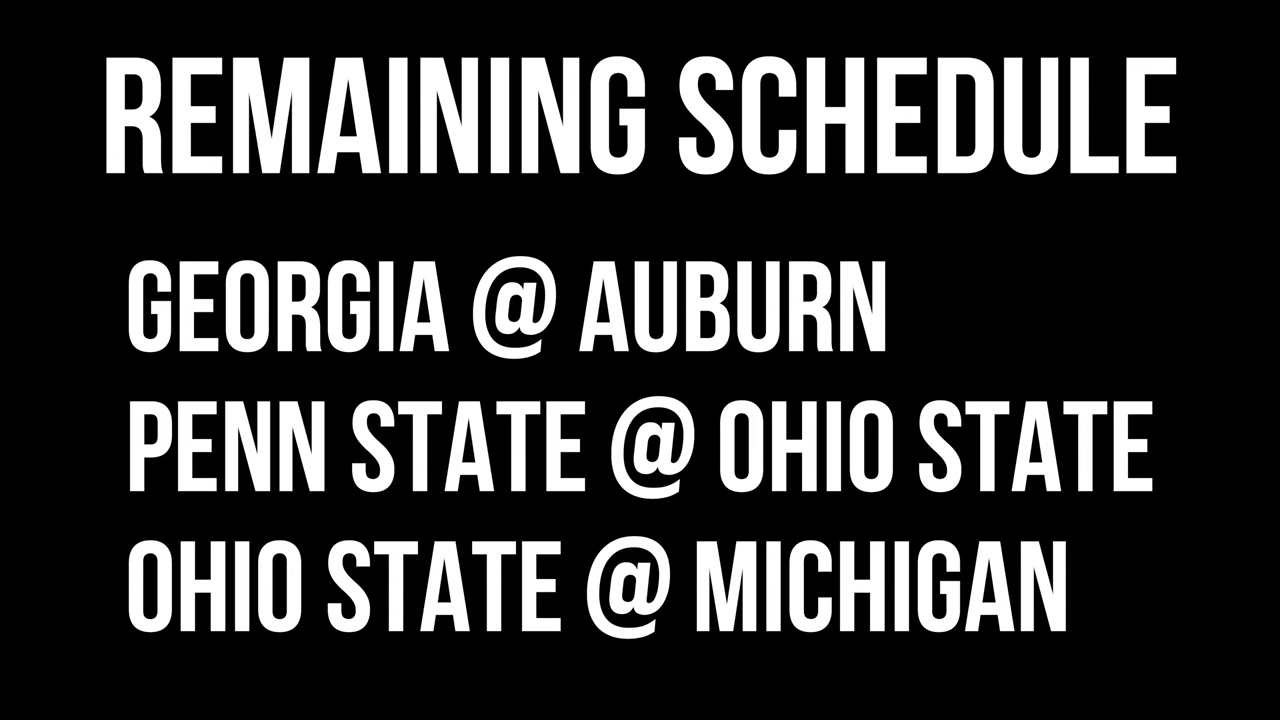 REMAINING SCHEDULE
GEORGIA @ AUBURN
PENN STATE @ OHIO STATE
OHIO STATE @ MICHIGAN